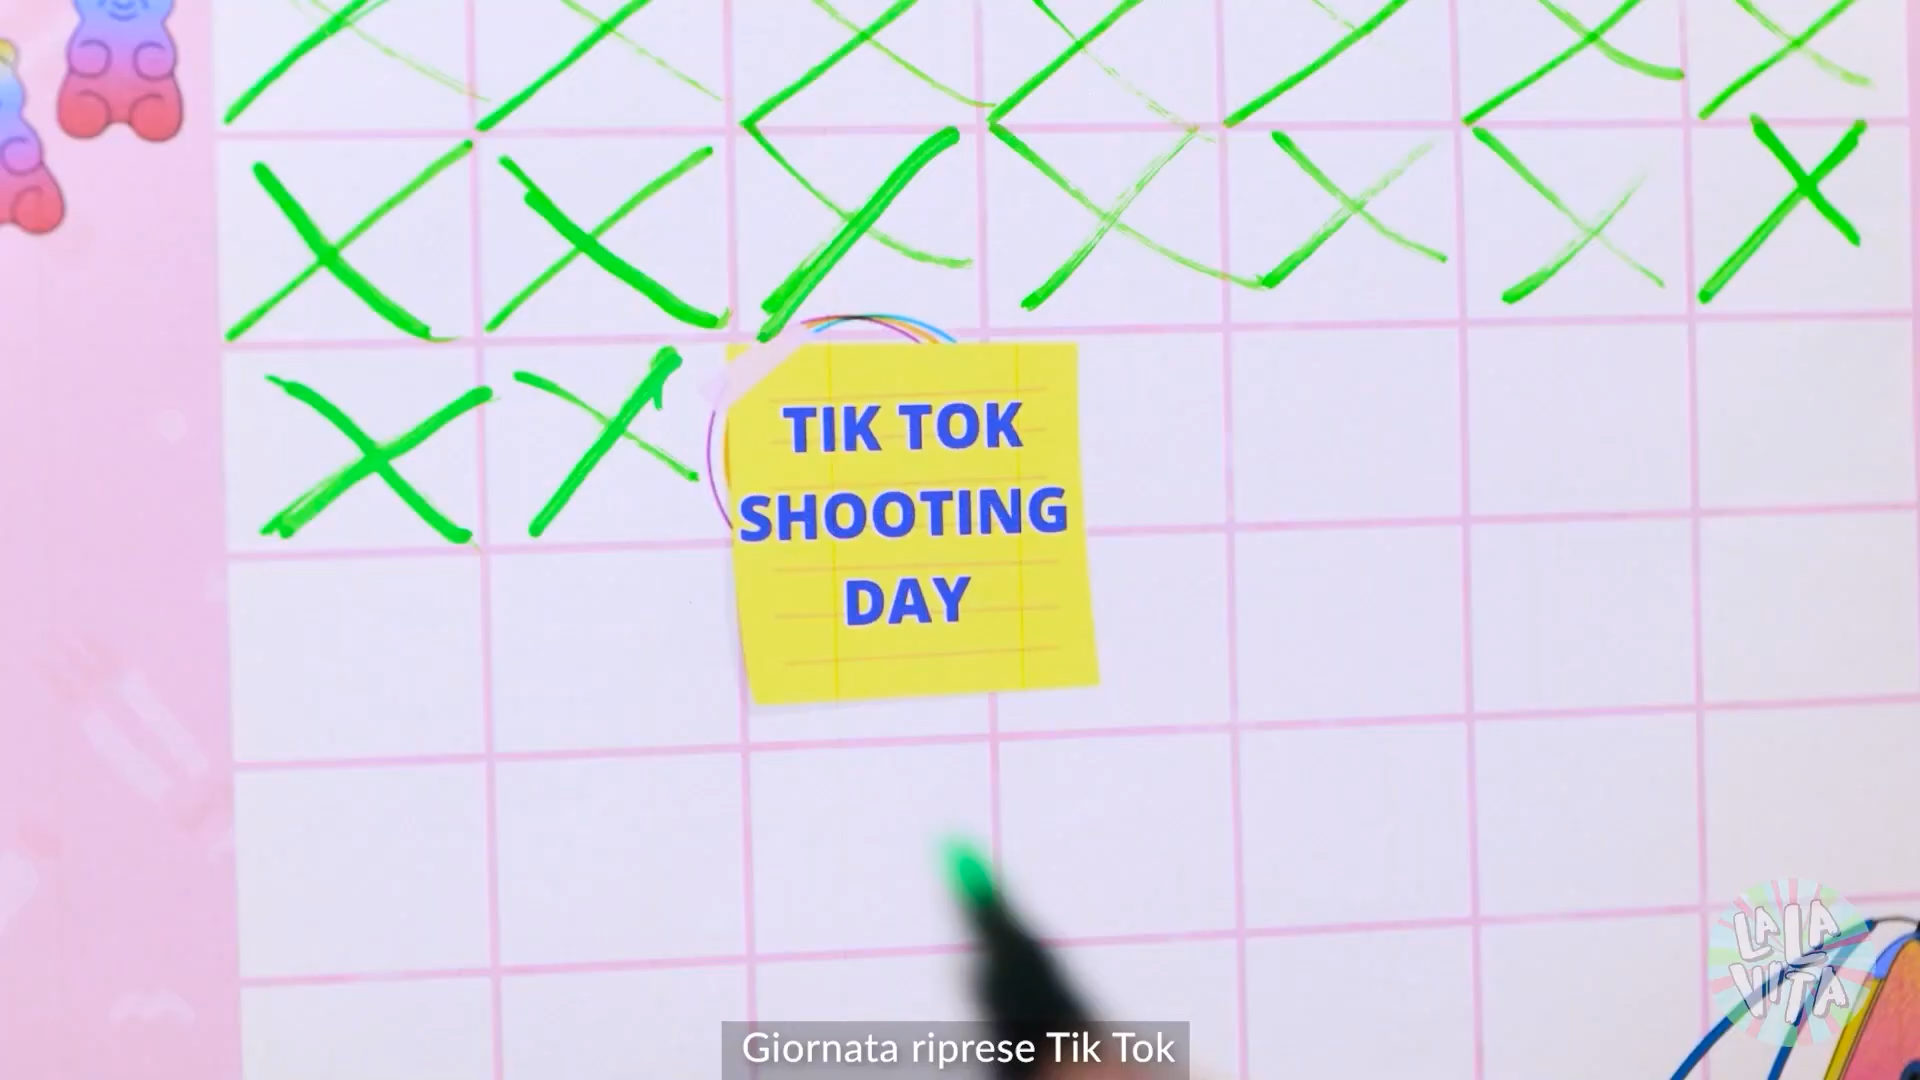 TIK TOK
SHOOTING
DAY
LA LA
VITA
Giornata riprese Tik Tok